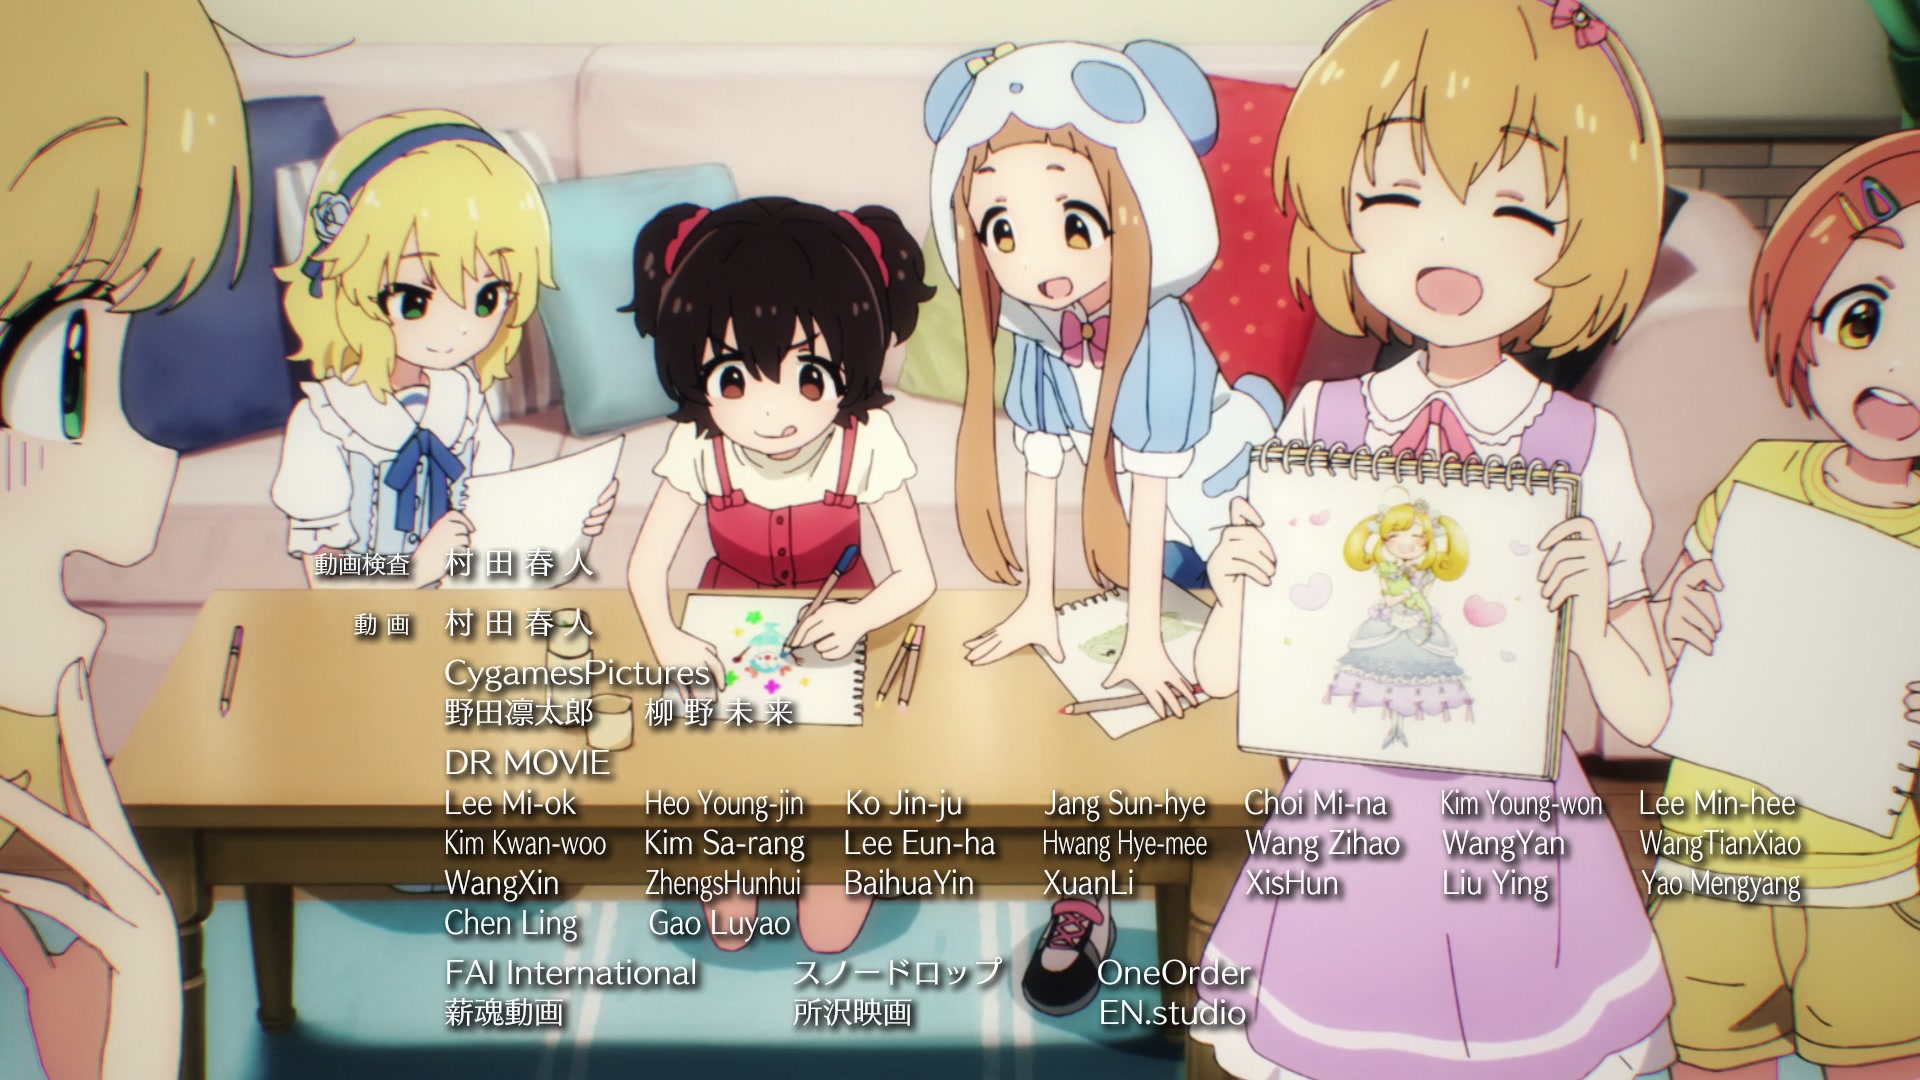 動画検査 村田春人
動画 村田春人
CygamesPictures
野田凛太郎 柳野未来
DR MOVIE
Lee Mi-ok Heo Young-jin Ko Jin-ju Jang Sun-hye Choi Mi-na Kim Young-won Lee Min-hee
Kim Kwan-woo Kim Sa-rang Lee Eun-ha Hwang Hye-mee Wang Zihao WangYan WangTianXiao
WangXin ZhengsHunhui BaihuaYin XuanLi XisHun Liu Ying Yao Mengyang
Chen Ling Gao Luyao
FAI International スノードロップ OneOrder
薪魂動画 所沢映画 EN.studio